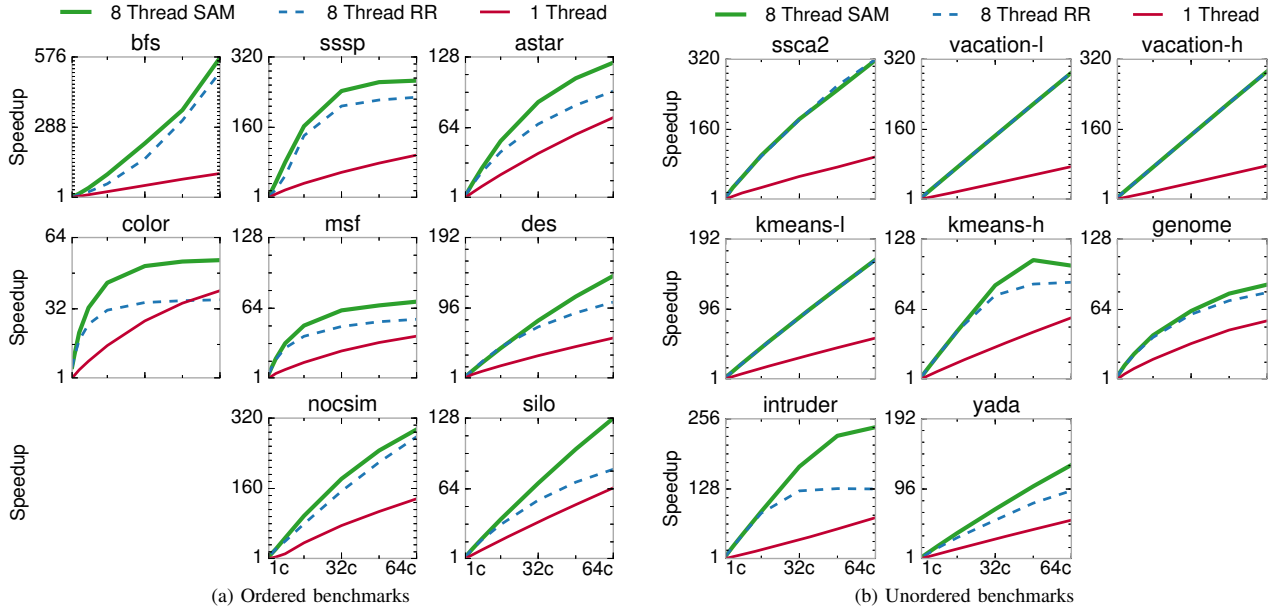 8 Thread SAM 8 Thread RR 1 Thread
bfs sssp astar
Speedup
576 288 1
320 160 1
128 64 1
color msf des
Speedup
64 32 1
128 64 1
192 96 1
nocsim silo
Speedup
320 160 1
128 64 1
1c 32c 64c
1c 32c 64c
(a) Ordered benchmarks
8 Thread SAM 8 Thread RR 1 Thread
ssca2 vacation-l vacation-h
Speedup
320 160 1
320 160 1
320 160 1
kmeans-l kmeans-h genome
Speedup
192 96 1
128 64 1
128 64 1
intruder yada
Speedup
256 128 1
192 96 1
1c 32c 64c
1c 32c 64c
(b) Unordered benchmarks